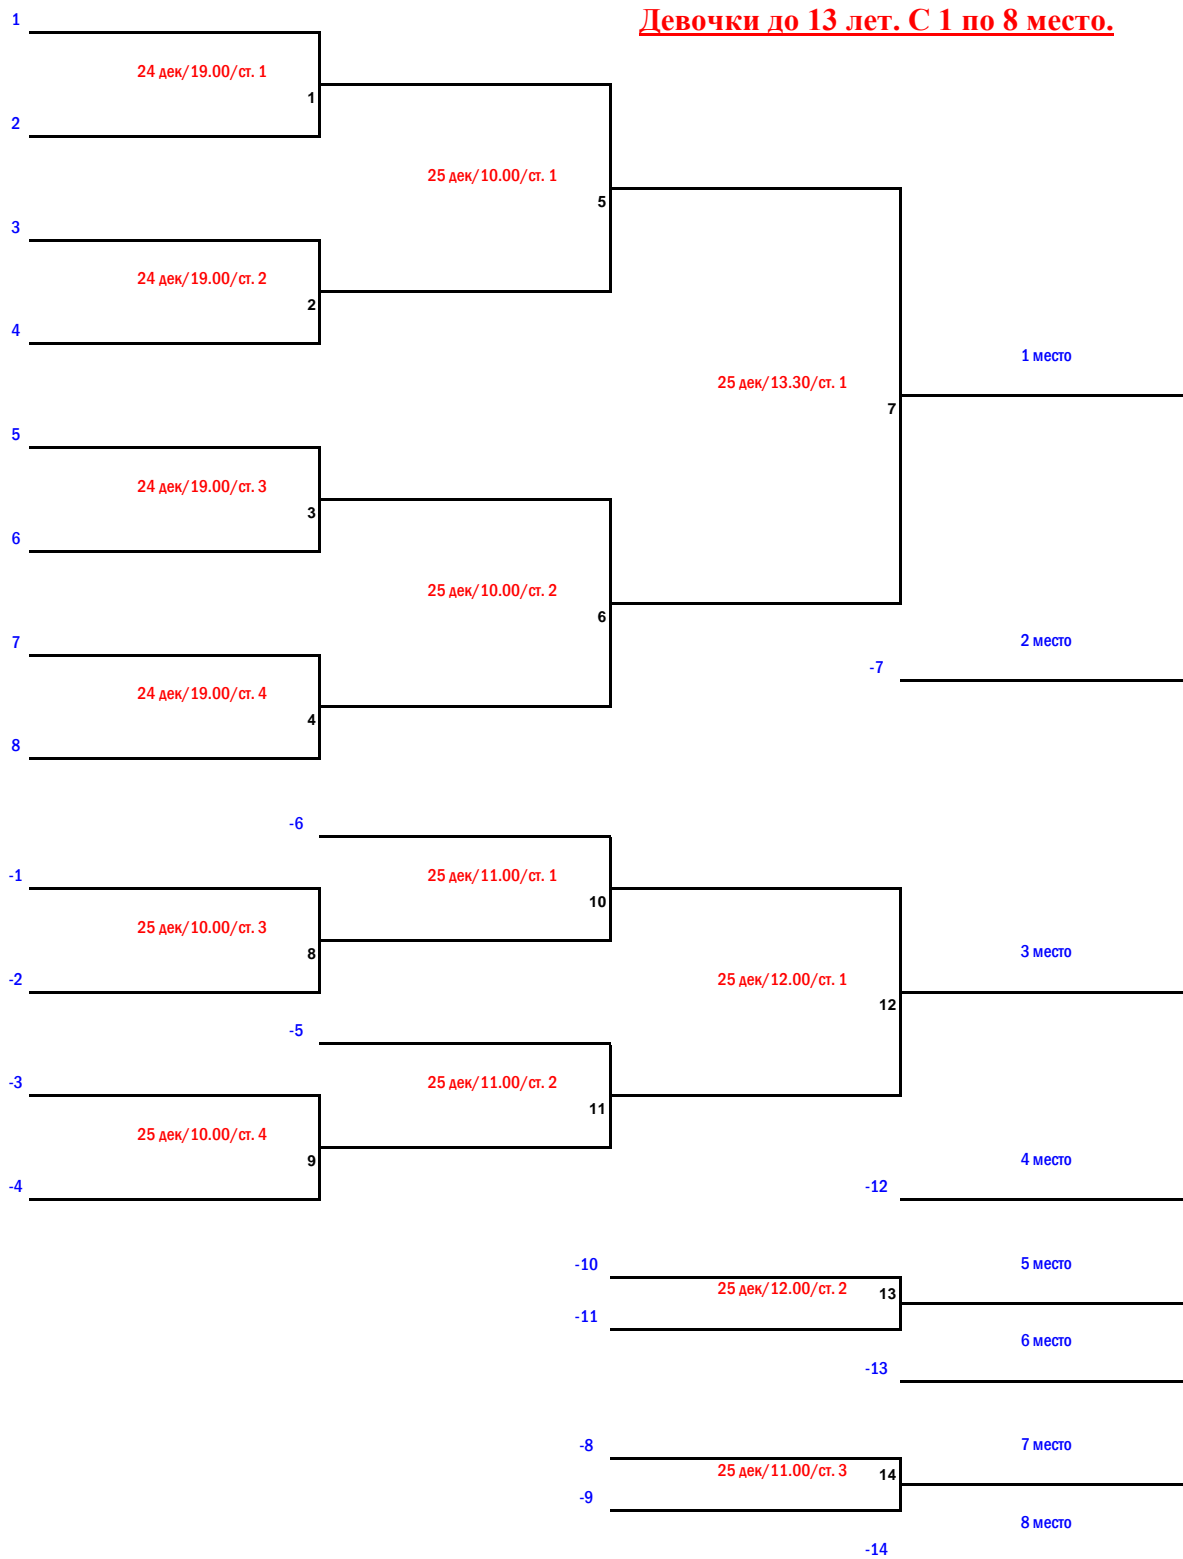 Девочки до 13 лет. С 1 по 8 место.
1
24 дек/19.00/ст. 1
1
2
25 дек/10.00/ст. 1
5
3
24 дек/19.00/ст. 2
2
4
1 место
25 дек/13.30/ст. 1
7
5
24 дек/19.00/ст. 3
3
6
25 дек/10.00/ст. 2
6
7
2 место
-7
24 дек/19.00/ст. 4
4
8
-6
-1
25 дек/11.00/ст. 1
10
25 дек/10.00/ст. 3
8
3 место
-2
25 дек/12.00/ст. 1
12
-5
-3
25 дек/11.00/ст. 2
11
25 дек/10.00/ст. 4
9
4 место
-4
-12
-10
5 место
25 дек/12.00/ст. 2
13
-11
6 место
-13
-8
7 место
25 дек/11.00/ст. 3
14
-9
8 место
-14